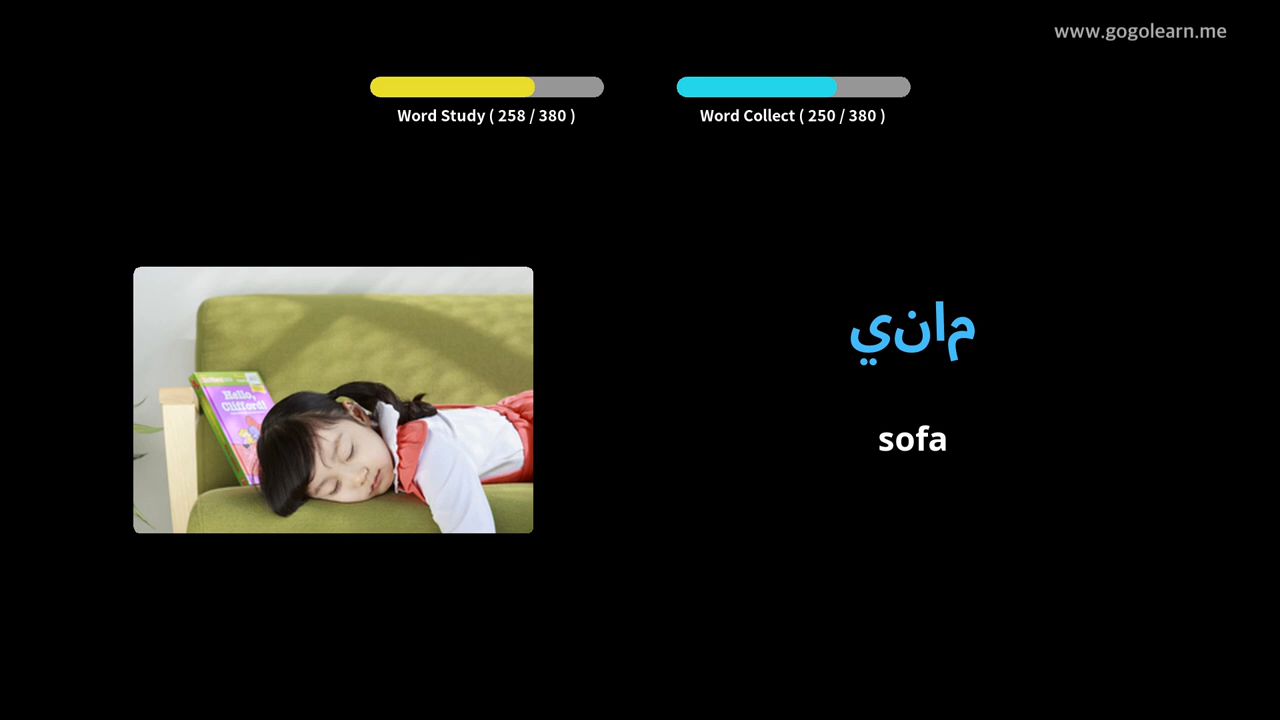 www.gogolearn.me
Word Study ( 258 / 380 )
Word Collect ( 250 / 380 )
Hello, Clifford!
ينام
sofa